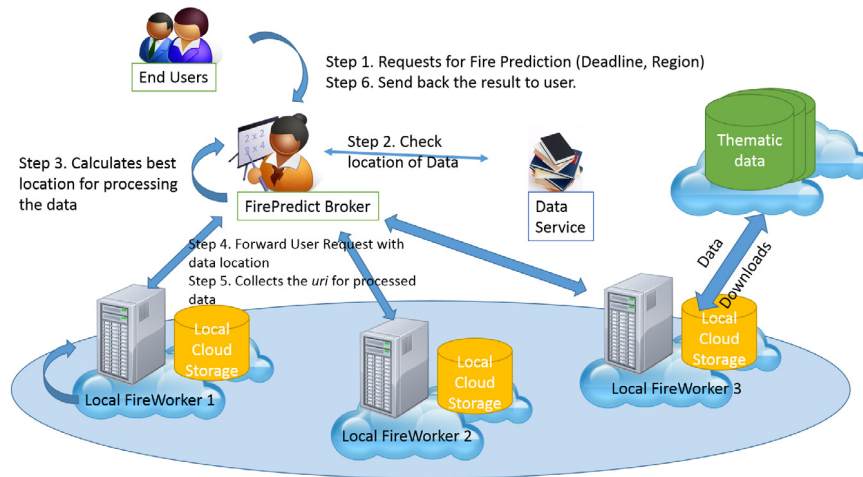 Step 1. Requests for Fire Prediction (Deadline, Region)
Step 6. Send back the result to user.
End Users
Step 2. Check
location of Data
Step 3. Calculates best
location for processing
the data
2 x 2
x 4
FirePredict Broker
Data
Service
Thematic
data
Step 4. Forward User Request with
data location
Step 5. Collects the uri for processed
data
Data
Downloads
Local
Cloud
Storage
Local FireWorker 1
Local
Cloud
Storage
Local FireWorker 2
Local
Cloud
Storage
Local FireWorker 3